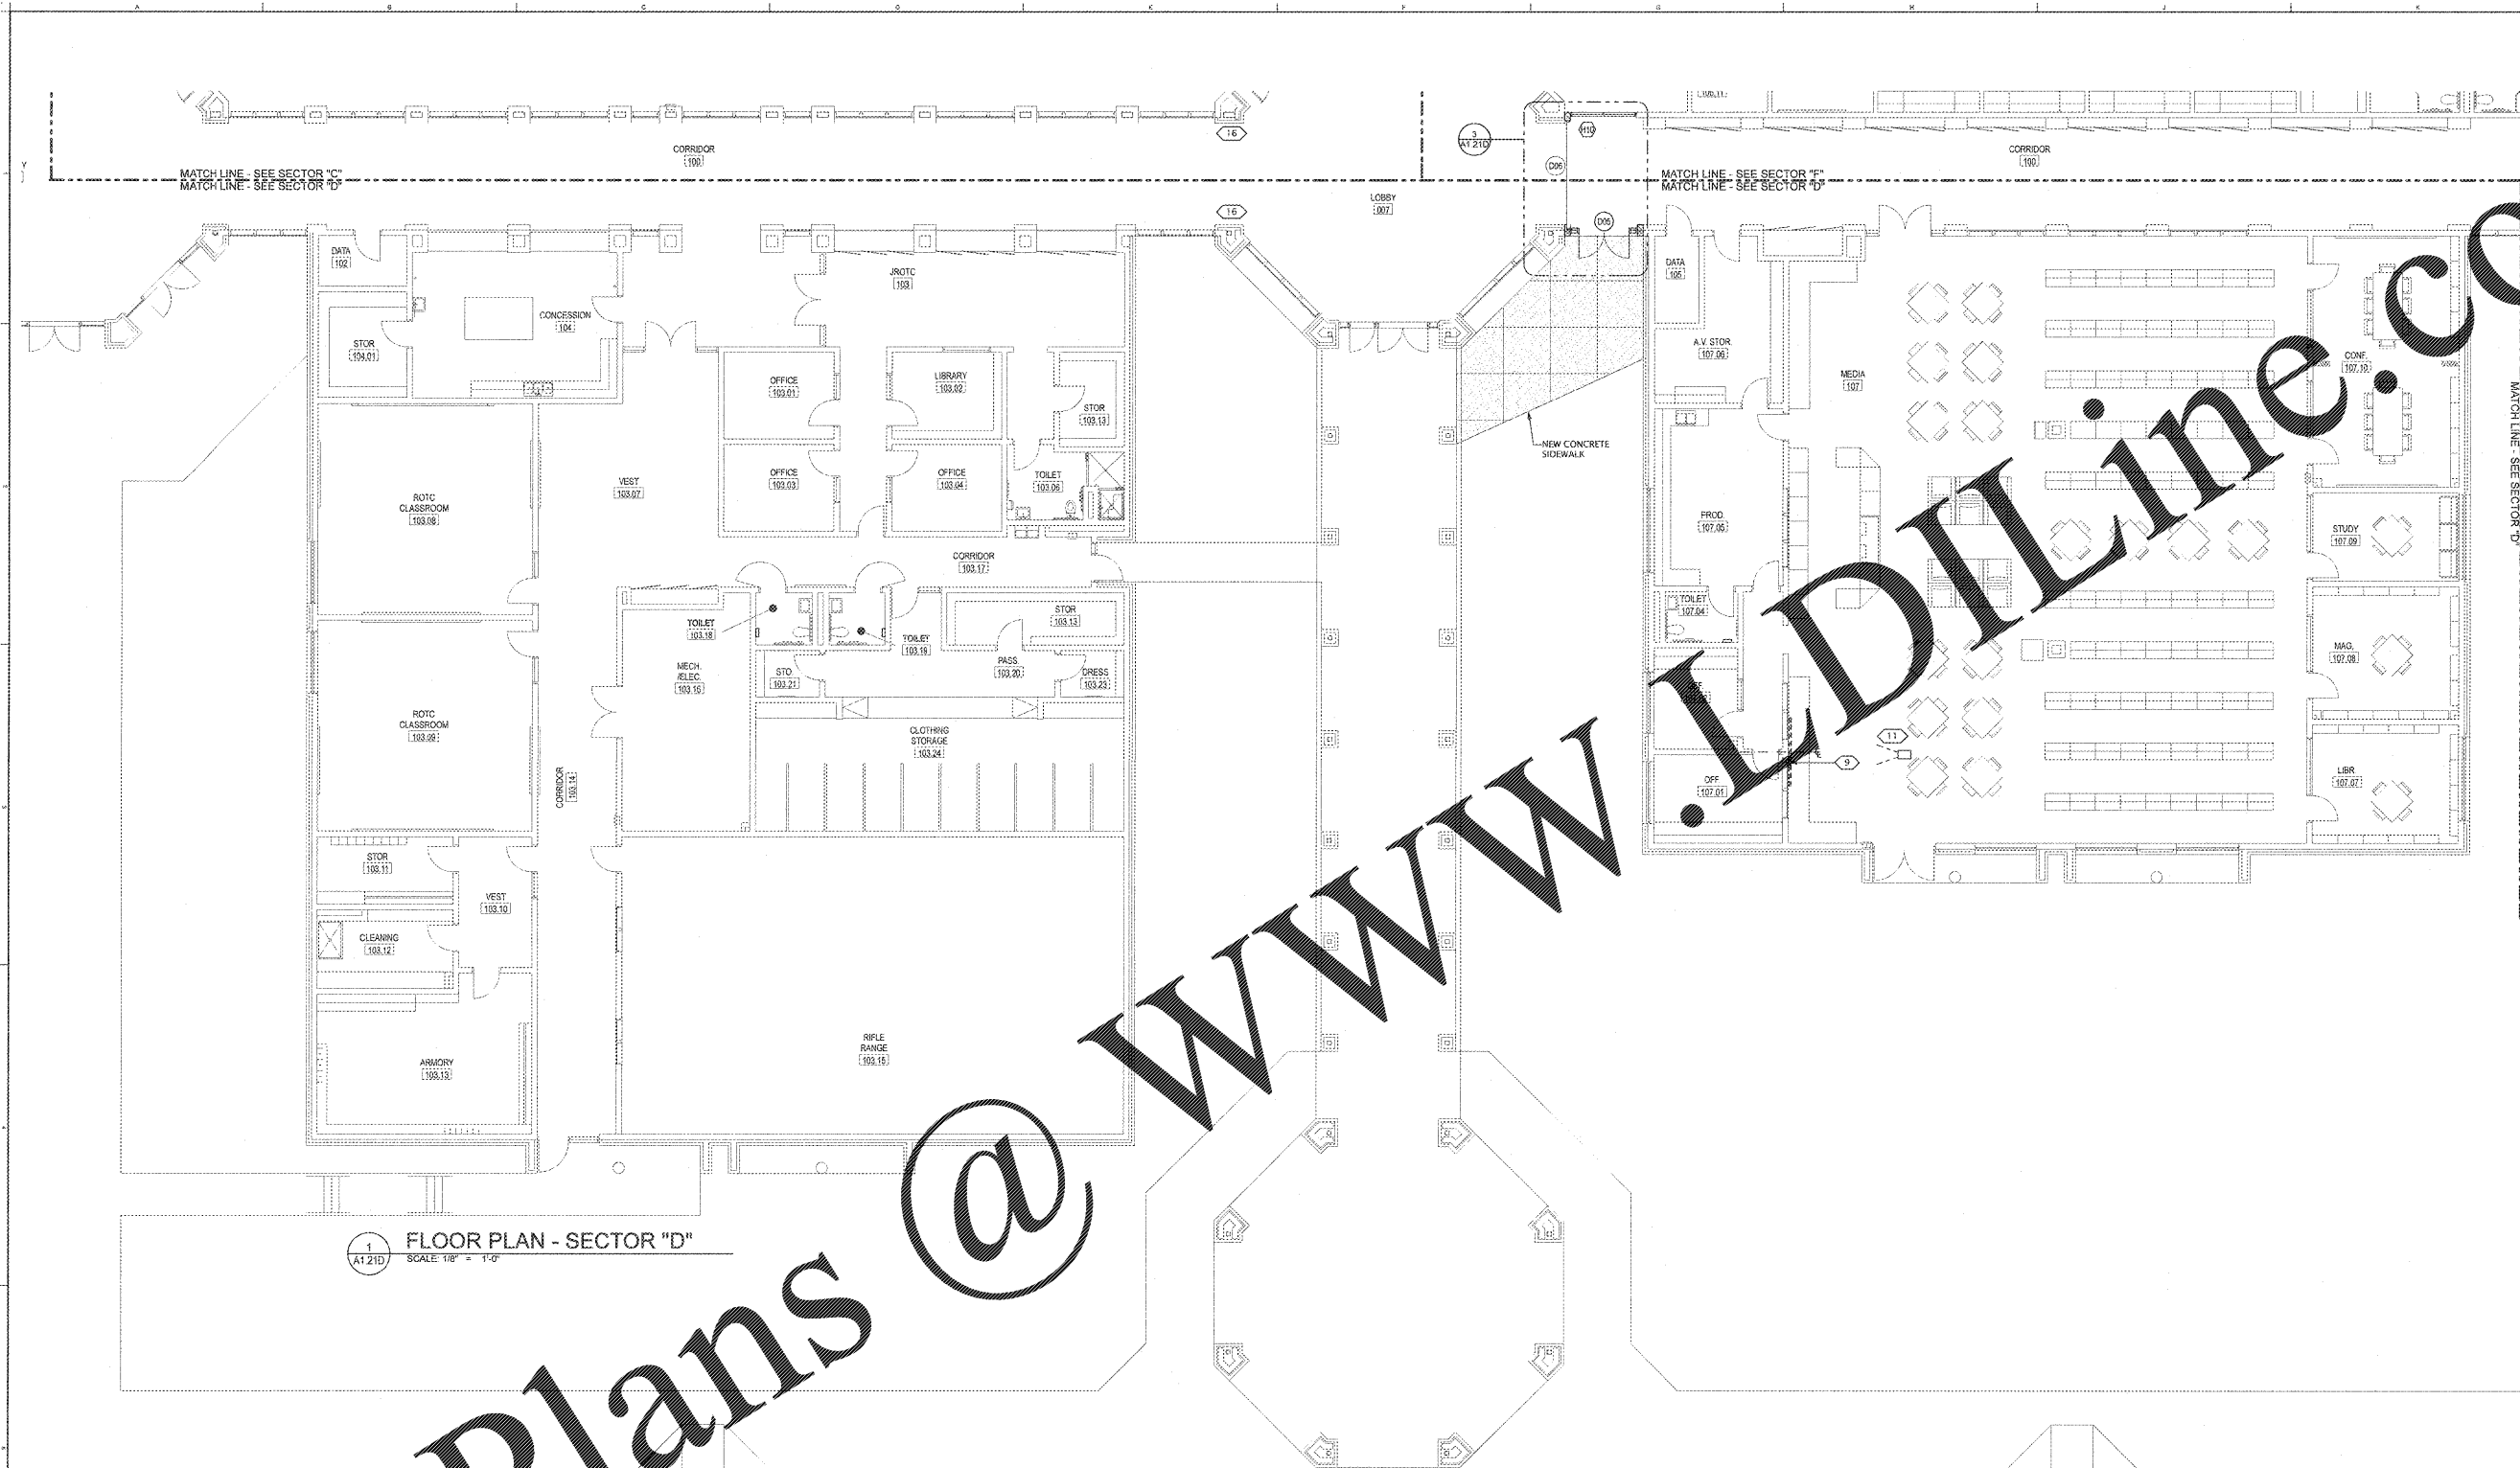 A B C D E F G H J K
106.11
16
3
A1.21D
H10
CORRIDOR
100
CORRIDOR
100
D06
MATCH LINE - SEE SECTOR "C"
MATCH LINE - SEE SECTOR "D"
MATCH LINE - SEE SECTOR "F"
MATCH LINE - SEE SECTOR "D"
LOBBY
007
16
D05
DATA
102
JROTC
103
DATA
105
CONCESSION
104
STOR
104.01
A.V. STOR.
107.06
CONF.
107.10
MEDIA
107
OFFICE
103.01
LIBRARY
103.02
STOR
103.13
NEW CONCRETE
SIDEWALK
MATCH LINE - SEE SECTOR "D"
ROTC
CLASSROOM
103.08
VEST
103.07
OFFICE
103.03
OFFICE
103.04
TOILET
103.06
PROD.
107.05
STUDY
107.09
CORRIDOR
103.17
TOILET
103.18
TOILET
103.19
STOR
103.13
TOILET
107.04
MECH.
/ELEC.
103.16
STO.
103.21
PASS.
103.20
DRESS
103.23
MAG.
107.08
ROTC
CLASSROOM
103.09
CLOTHING
STORAGE
103.24
11
9
CORRIDOR
103.14
OFF.
107.01
LIBR
107.07
STOR
103.11
VEST
103.10
CLEANING
103.12
ARMORY
103.13
RIFLE
RANGE
103.15
1
A1.21D
FLOOR PLAN - SECTOR "D"
SCALE: 1/8" = 1'-0"
Plans @ www.LDILine.co